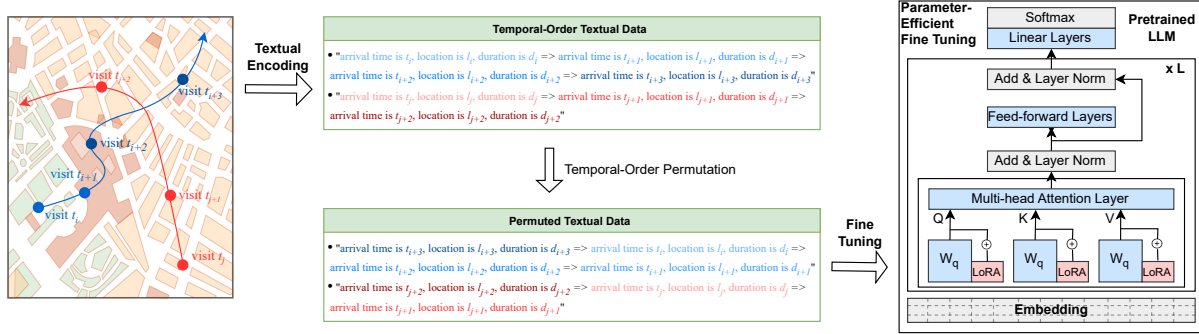 visit t_{j+2}
visit t_{i+3}
visit t_{i+2}
visit t_{i+1}
visit t_{j+1}
visit t_i
visit t_j
Textual
Encoding
Temporal-Order Textual Data
• "arrival time is t_i, location is l_i, duration is d_i => arrival time is t_{i+1}, location is l_{i+1}, duration is d_{i+1} =>
arrival time is t_{i+2}, location is l_{i+2}, duration is d_{i+2} => arrival time is t_{i+3}, location is l_{i+3}, duration is d_{i+3}"
• "arrival time is t_j, location is l_j, duration is d_j => arrival time is t_{j+1}, location is l_{j+1}, duration is d_{j+1} =>
arrival time is t_{j+2}, location is l_{j+2}, duration is d_{j+2}"
Temporal-Order Permutation
Permuted Textual Data
• "arrival time is t_{i+3}, location is l_{i+3}, duration is d_{i+3} => arrival time is t_i, location is l_i, duration is d_i =>
arrival time is t_{i+2}, location is l_{i+2}, duration is d_{i+2} => arrival time is t_{i+1}, location is l_{i+1}, duration is d_{i+1}"
• "arrival time is t_{j+2}, location is l_{j+2}, duration is d_{j+2} => arrival time is t_j, location is l_j, duration is d_j =>
arrival time is t_{j+1}, location is l_{j+1}, duration is d_{j+1}"
Fine
Tuning
Parameter-
Efficient
Fine Tuning
Pretrained
LLM
Softmax
Linear Layers
x L
Add & Layer Norm
Feed-forward Layers
Add & Layer Norm
Multi-head Attention Layer
Q K V
W_q LoRA W_q LoRA W_q LoRA
Embedding